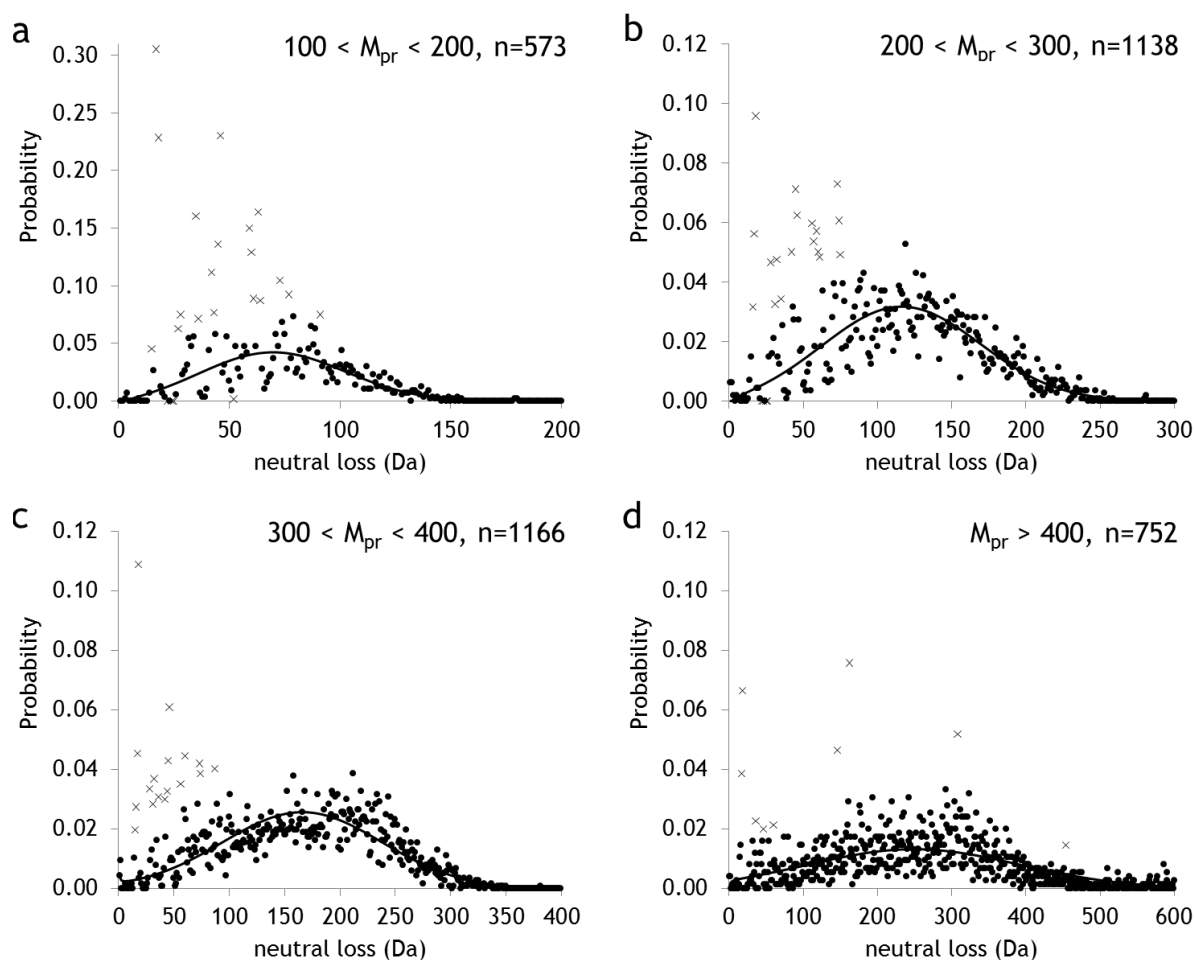 a
100 < Mpr < 200, n=573
Probability
0.30
0.25
0.20
0.15
0.10
0.05
0.00
0 50 100 150 200
neutral loss (Da)
b
200 < Mpr < 300, n=1138
Probability
0.12
0.10
0.08
0.06
0.04
0.02
0.00
0 50 100 150 200 250 300
neutral loss (Da)
c
300 < Mpr < 400, n=1166
Probability
0.12
0.10
0.08
0.06
0.04
0.02
0.00
0 50 100 150 200 250 300 350 400
neutral loss (Da)
d
Mpr > 400, n=752
Probability
0.12
0.10
0.08
0.06
0.04
0.02
0.00
0 100 200 300 400 500 600
neutral loss (Da)